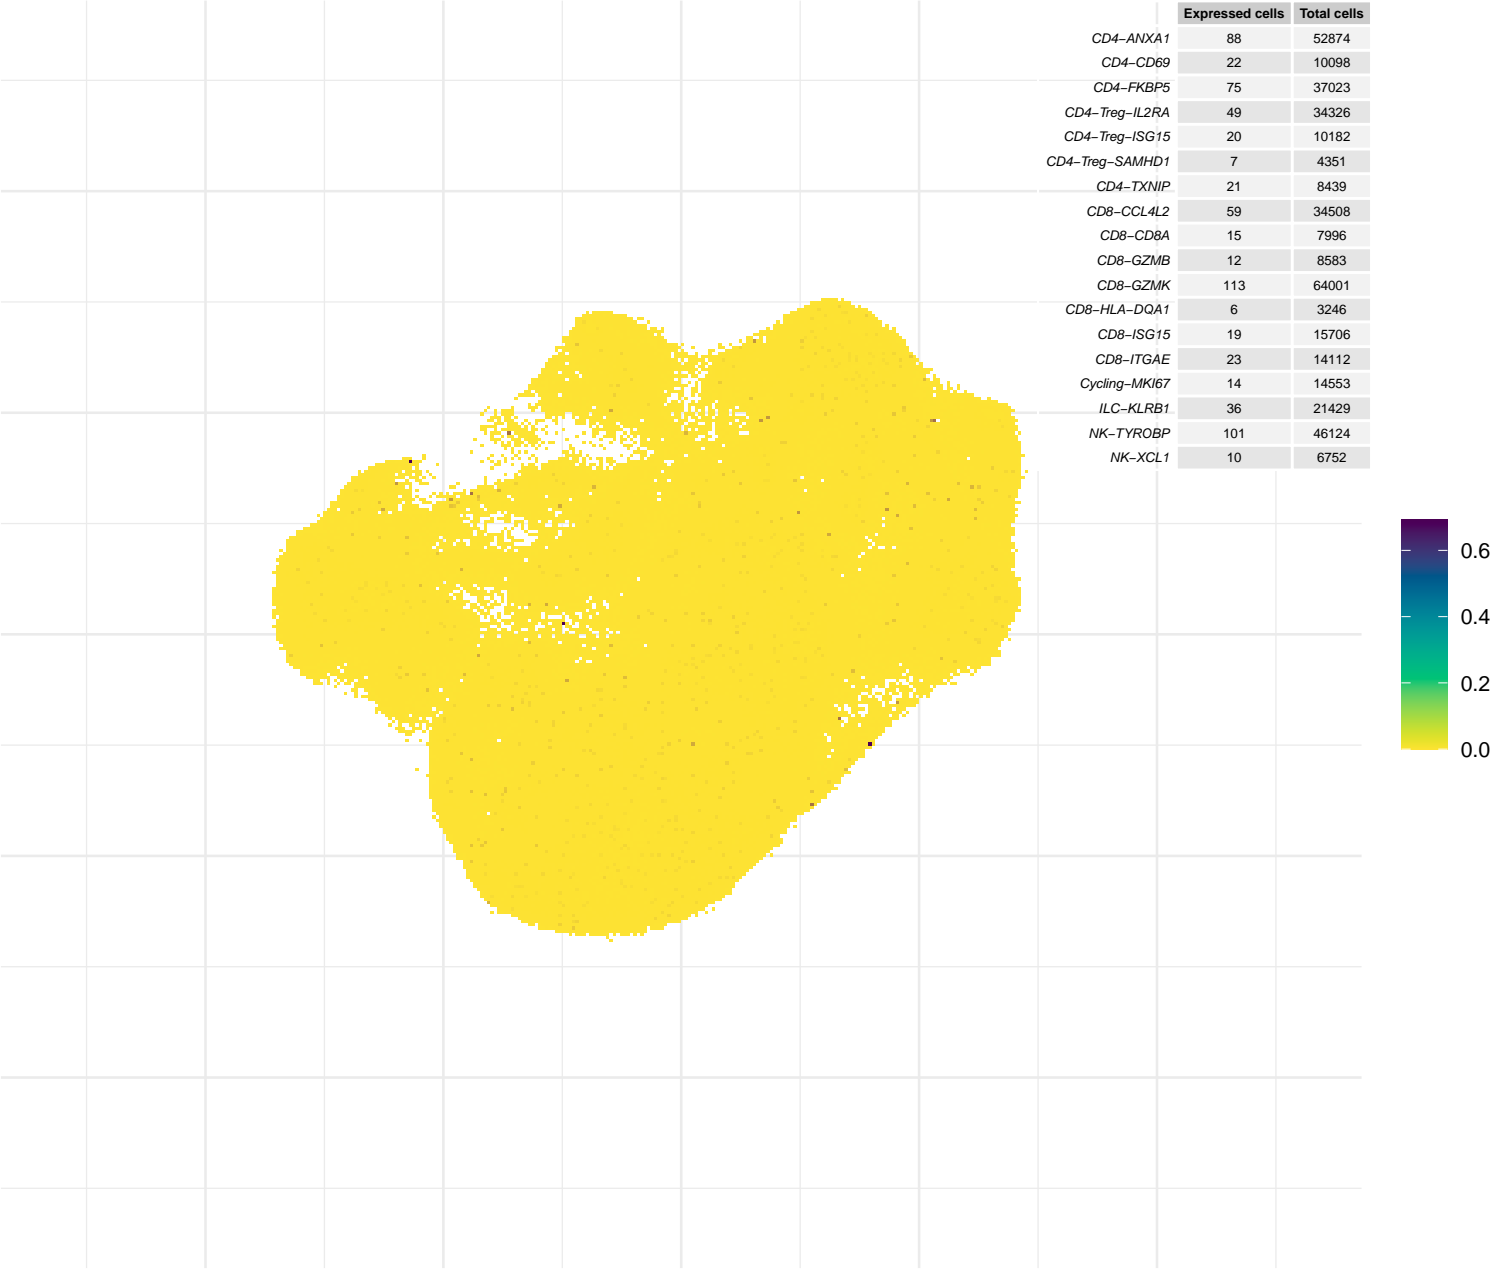 Expressed cells Total cells
CD4−ANXA1 88 52874
CD4−CD69 22 10098
CD4−FKBP5 75 37023
CD4−Treg−IL2RA 49 34326
CD4−Treg−ISG15 20 10182
CD4−Treg−SAMHD1 7 4351
CD4−TXNIP 21 8439
CD8−CCL4L2 59 34508
CD8−CD8A 15 7996
CD8−GZMB 12 8583
CD8−GZMK 113 64001
CD8−HLA−DQA1 6 3246
CD8−ISG15 19 15706
CD8−ITGAE 23 14112
Cycling−MKI67 14 14553
ILC−KLRB1 36 21429
NK−TYROBP 101 46124
NK−XCL1 10 6752
0.6
0.4
0.2
0.0